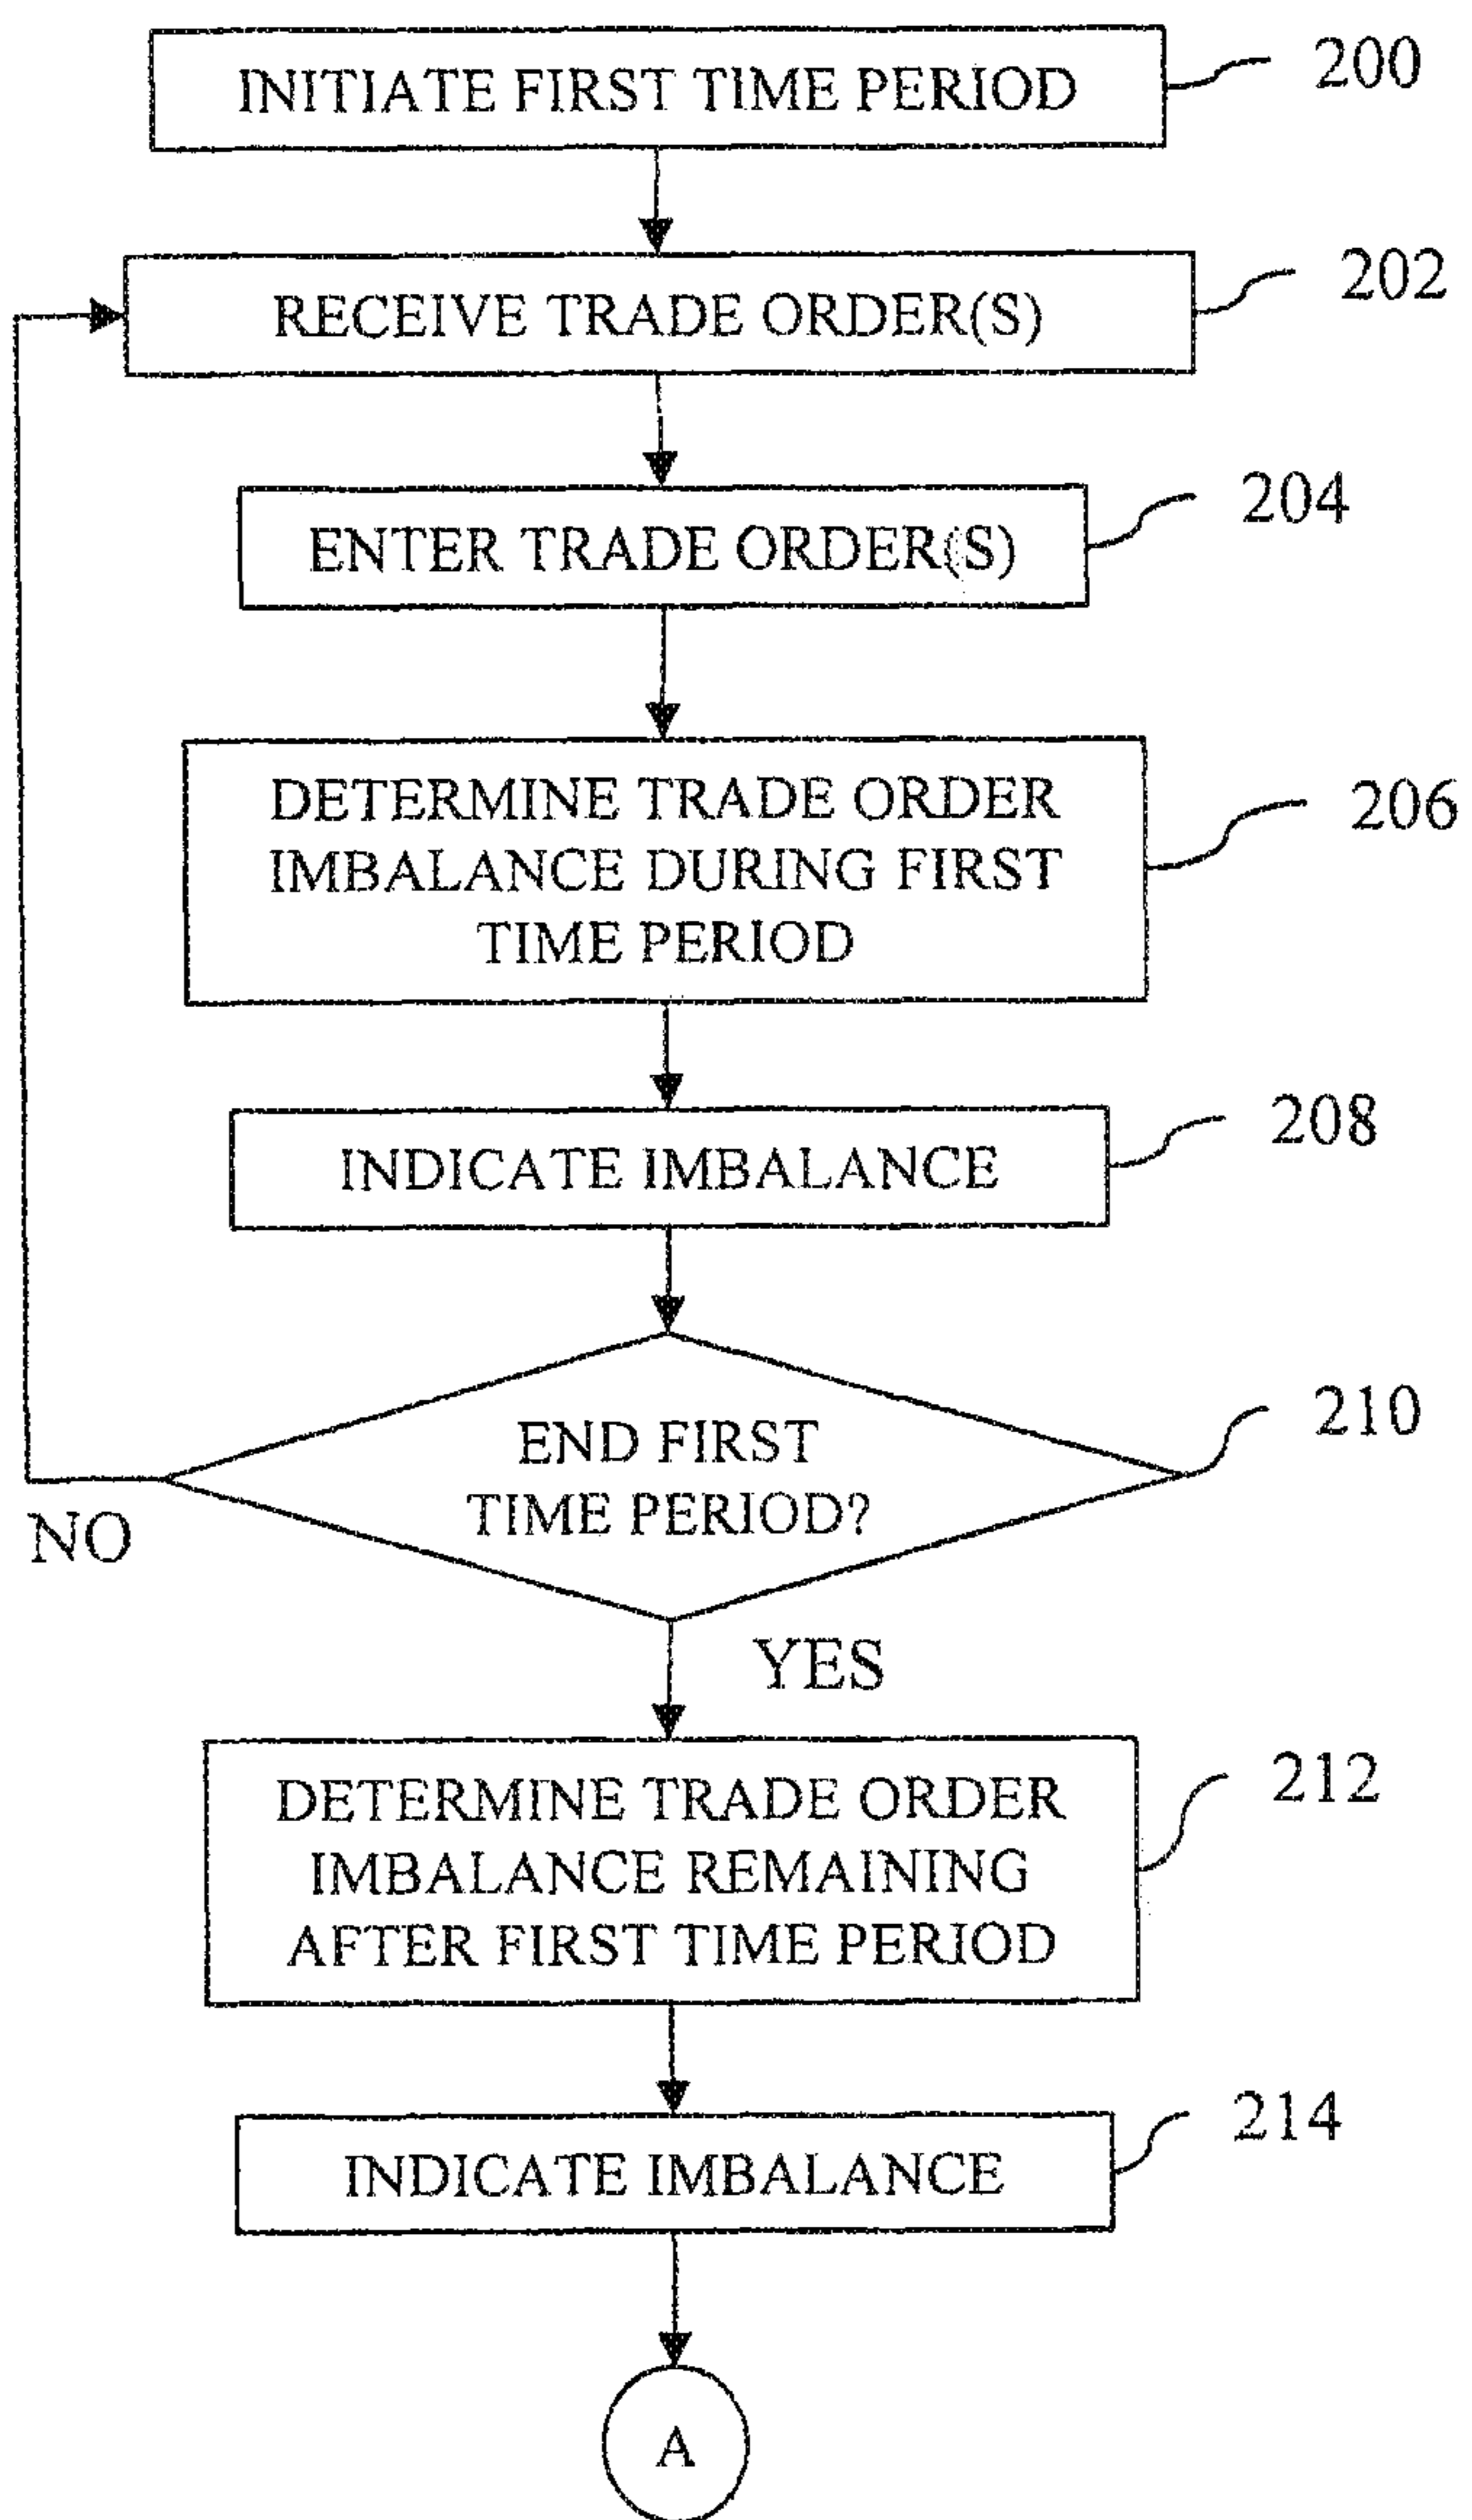 INITIATE FIRST TIME PERIOD
200
RECEIVE TRADE ORDER(S)
202
ENTER TRADE ORDER(S)
204
DETERMINE TRADE ORDER
IMBALANCE DURING FIRST
TIME PERIOD
206
INDICATE IMBALANCE
208
END FIRST
TIME PERIOD?
210
NO
YES
DETERMINE TRADE ORDER
IMBALANCE REMAINING
AFTER FIRST TIME PERIOD
212
INDICATE IMBALANCE
214
A